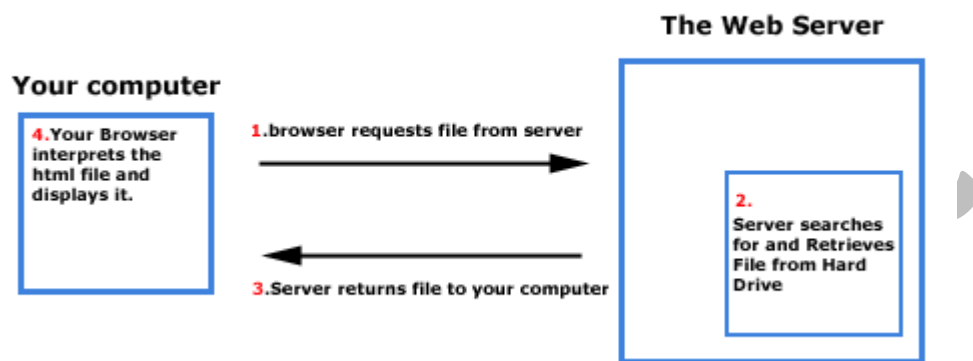 The Web Server
Your computer
4.Your Browser
interprets the
html file and
displays it.
1.browser requests file from server
2.
Server searches
for and Retrieves
File from Hard
Drive
3.Server returns file to your computer